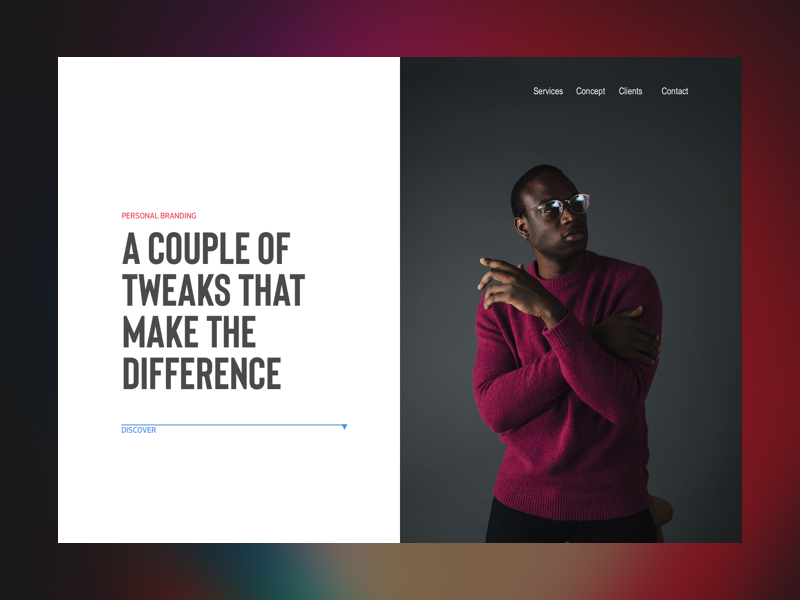 Services Concept Clients Contact
PERSONAL BRANDING
A COUPLE OF
TWEAKS THAT
MAKE THE
DIFFERENCE
DISCOVER